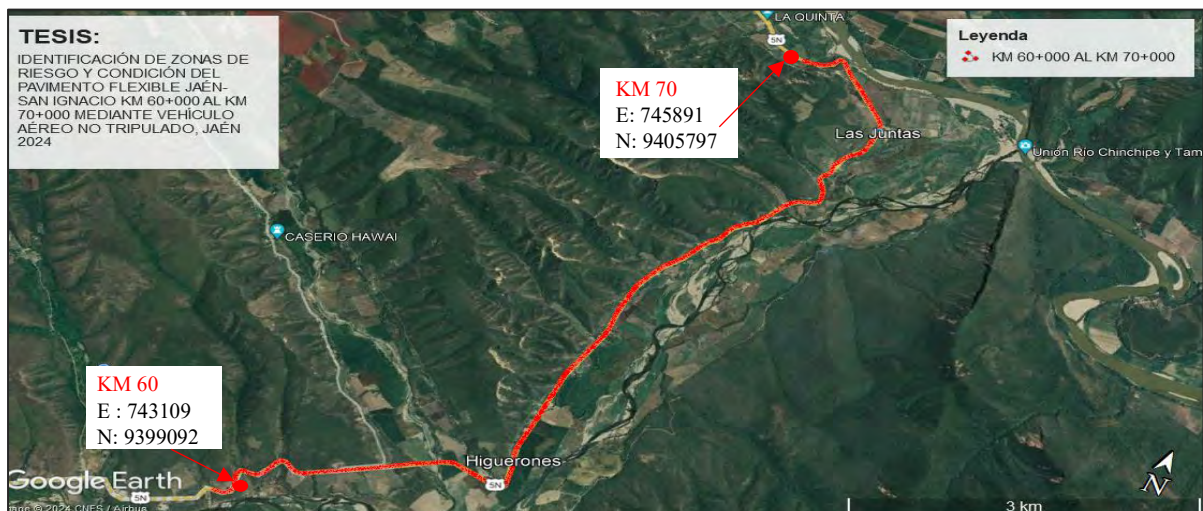 TESIS:
IDENTIFICACIÓN DE ZONAS DE
RIESGO Y CONDICIÓN DEL
PAVIMENTO FLEXIBLE JAÉN-
SAN IGNACIO KM 60+000 AL KM
70+000 MEDIANTE VEHÍCULO
AÉREO NO TRIPULADO, JAÉN
2024
LA QUINTA
5N
Leyenda
KM 60+000 AL KM 70+000
KM 70
E: 745891
N: 9405797
Las Juntas
Unión Río Chinchipe y Tam
CASERIO HAWAI
KM 60
E : 743109
N: 9399092
Higuerones
5N
Google Earth
5N
© 2024 CNES / Airbus
3 km
N